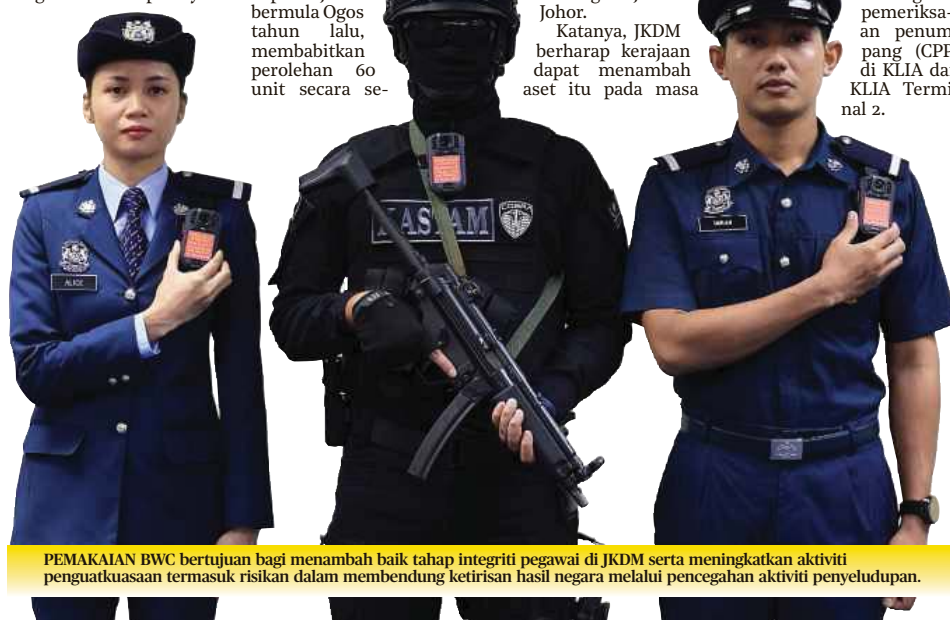 bermula Ogos
tahun lalu,
membabitkan
perolehan 60
unit secara se-
Johor.
Katanya, JKDM
berharap kerajaan
dapat menambah
aset itu pada masa
pemeriksa-
an penum-
pang (CPP
di KLIA da
KLIA Termi
nal 2.
ALICE
KASTAM
COBRA
PEMAKAIAN BWC bertujuan bagi menambah baik tahap integriti pegawai di JKDM serta meningkatkan aktiviti
penguatkuasaan termasuk risikan dalam membendung ketirisan hasil negara melalui pencegahan aktiviti penyeludupan.